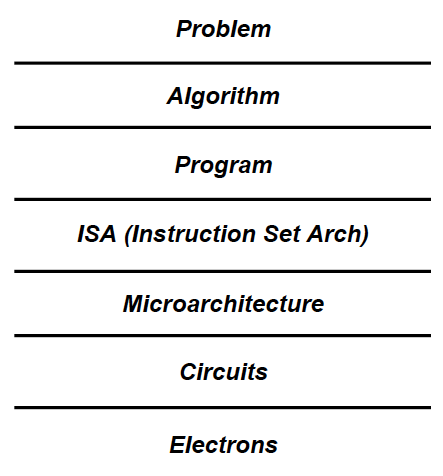 Problem
Algorithm
Program
ISA (Instruction Set Arch)
Microarchitecture
Circuits
Electrons